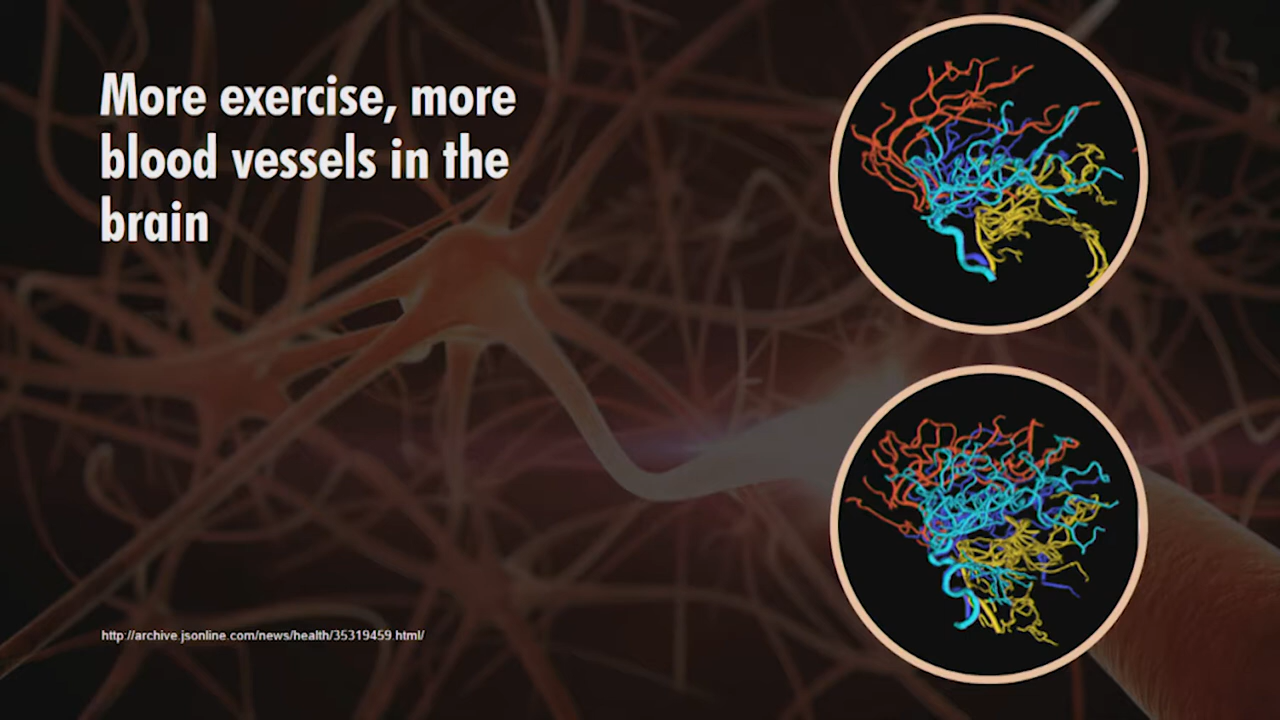 More exercise, more
blood vessels in the
brain
http://archive.jsonline.com/news/health/35319459.html/